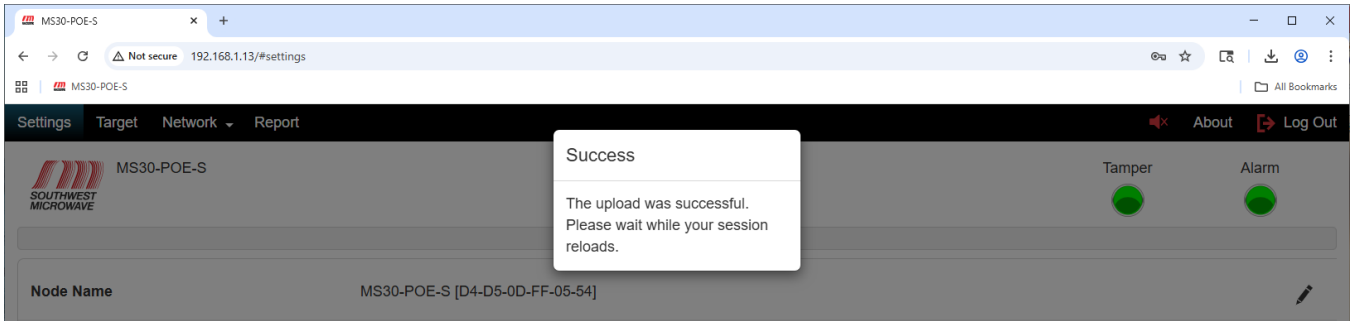 MS30-POE-S
Not secure 192.168.1.13/#settings
MS30-POE-S
All Bookmarks
Settings Target Network Report About Log Out
SOUTHWEST
MICROWAVE
MS30-POE-S
Tamper Alarm
Success
The upload was successful.
Please wait while your session
reloads.
Node Name MS30-POE-S [D4-D5-0D-FF-05-54]